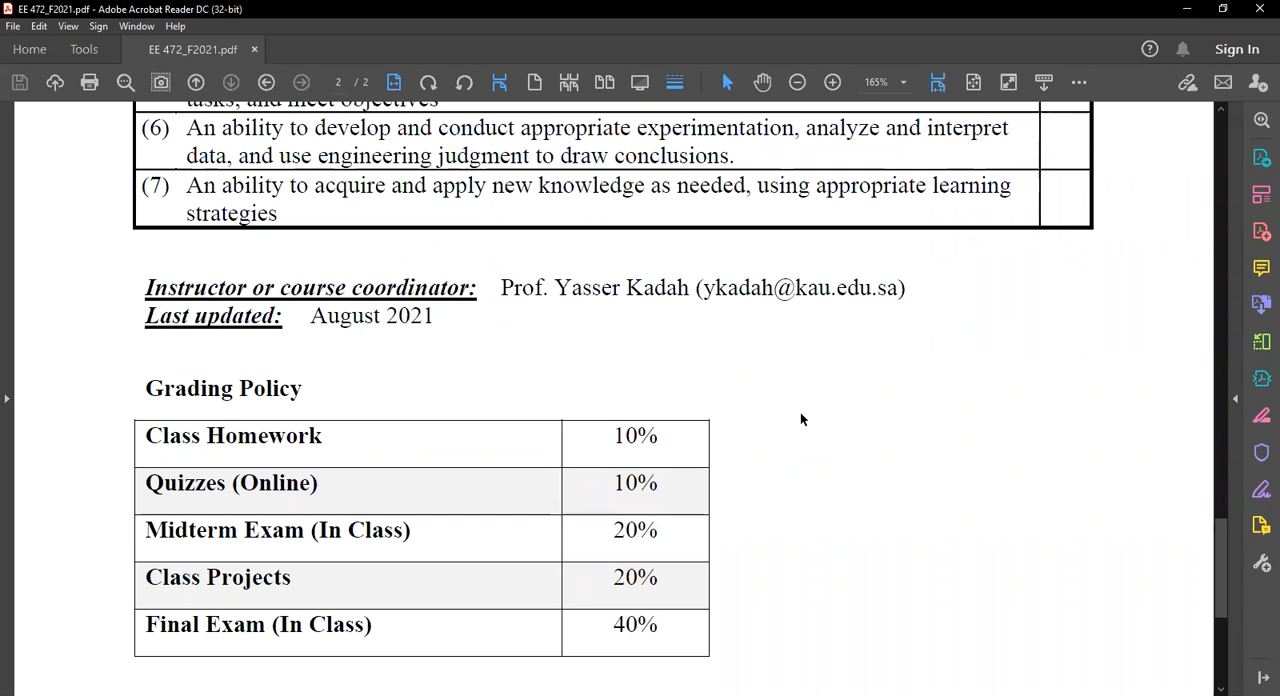 EE 472_F2021.pdf - Adobe Acrobat Reader DC (32-bit)
File Edit View Sign Window Help
Home Tools EE 472_F2021.pdf × Sign In
2 / 2 165%
tasks, and meet objectives
(6) An ability to develop and conduct appropriate experimentation, analyze and interpret
data, and use engineering judgment to draw conclusions.
(7) An ability to acquire and apply new knowledge as needed, using appropriate learning
strategies
Instructor or course coordinator: Prof. Yasser Kadah (ykadah@kau.edu.sa)
Last updated: August 2021
Grading Policy
Class Homework 10%
Quizzes (Online) 10%
Midterm Exam (In Class) 20%
Class Projects 20%
Final Exam (In Class) 40%